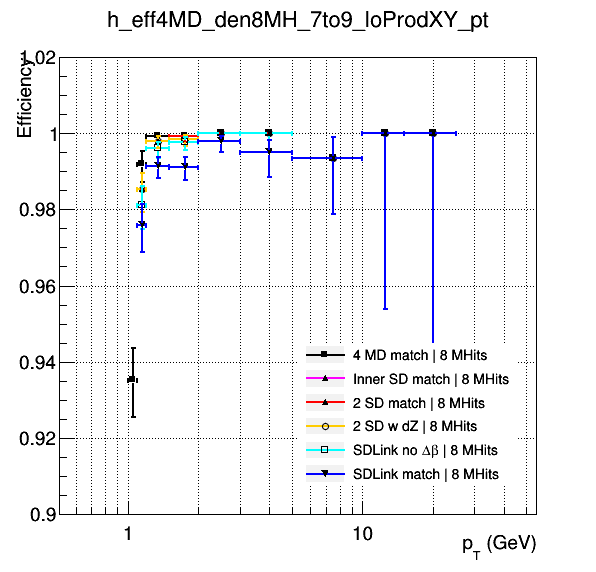 h_eff4MD_den8MH_7to9_loProdXY_pt
Efficiency
1.02
1
0.98
0.96
0.94
0.92
0.9
4 MD match | 8 MHits
Inner SD match | 8 MHits
2 SD match | 8 MHits
2 SD w dZ | 8 MHits
SDLink no Δβ | 8 MHits
SDLink match | 8 MHits
1
10
p_T (GeV)